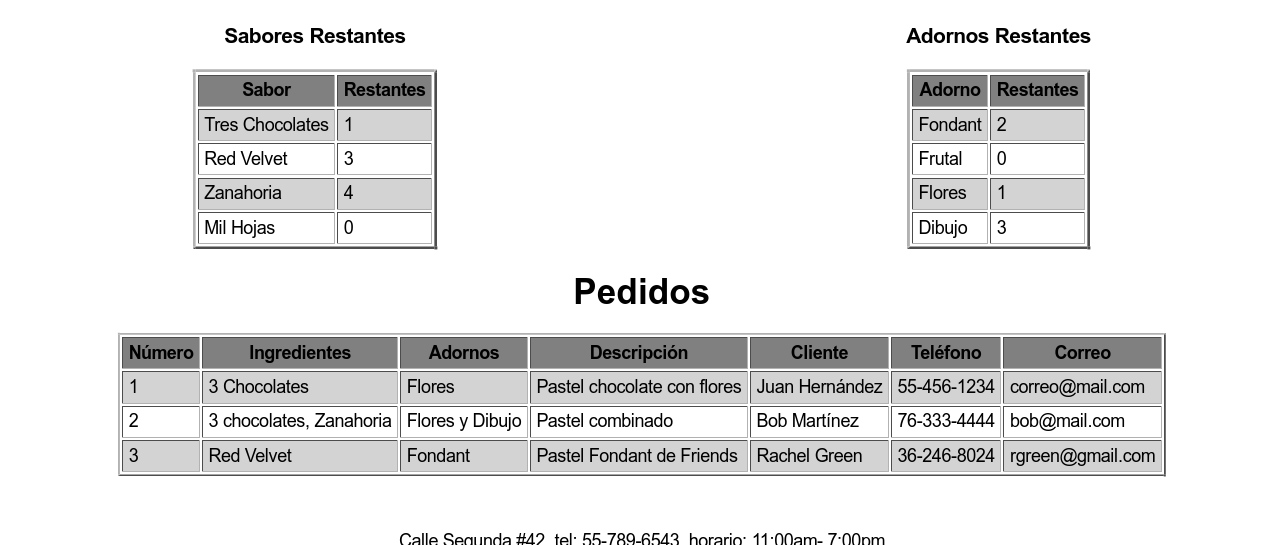 Sabores Restantes
Sabor Restantes
Tres Chocolates 1
Red Velvet 3
Zanahoria 4
Mil Hojas 0
Adornos Restantes
Adorno Restantes
Fondant 2
Frutal 0
Flores 1
Dibujo 3
Pedidos
Número Ingredientes Adornos Descripción Cliente Teléfono Correo
1 3 Chocolates Flores Pastel chocolate con flores Juan Hernández 55-456-1234 correo@mail.com
2 3 chocolates, Zanahoria Flores y Dibujo Pastel combinado Bob Martínez 76-333-4444 bob@mail.com
3 Red Velvet Fondant Pastel Fondant de Friends Rachel Green 36-246-8024 rgreen@gmail.com
Calle Segunda #42, tel: 55-789-6543, horario: 11:00am- 7:00pm